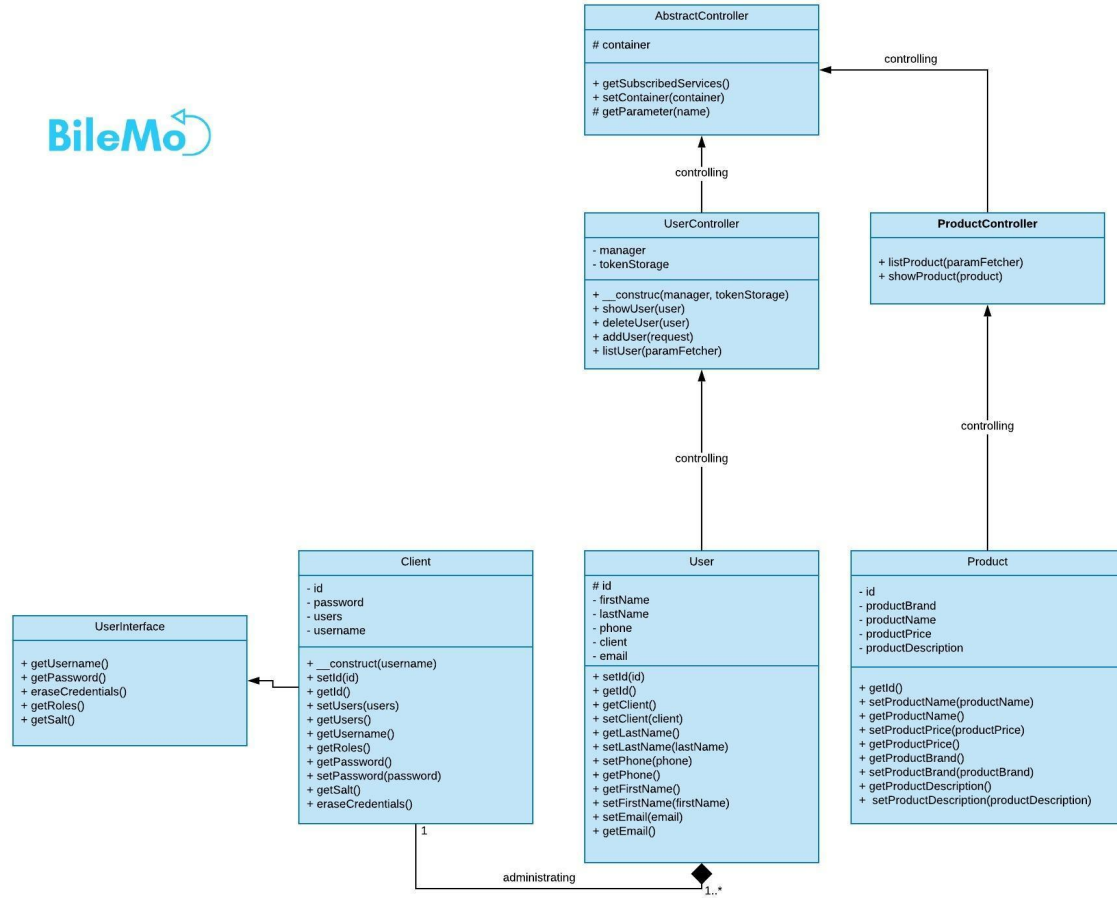 BileMo
AbstractController
# container
+ getSubscribedServices()
+ setContainer(container)
# getParameter(name)
controlling
controlling
UserController
- manager
- tokenStorage
+ __construc(manager, tokenStorage)
+ showUser(user)
+ deleteUser(user)
+ addUser(request)
+ listUser(paramFetcher)
ProductController
+ listProduct(paramFetcher)
+ showProduct(product)
controlling
controlling
UserInterface
+ getUsername()
+ getPassword()
+ eraseCredentials()
+ getRoles()
+ getSalt()
Client
- id
- password
- users
- username
+ __construct(username)
+ setId(id)
+ getId()
+ setUsers(users)
+ getUsers()
+ getUsername()
+ getRoles()
+ getPassword()
+ setPassword(password)
+ getSalt()
+ eraseCredentials()
User
# id
- firstName
- lastName
- phone
- client
- email
+ setId(id)
+ getId()
+ getClient()
+ setClient(client)
+ getLastName()
+ setLastName(lastName)
+ setPhone(phone)
+ getPhone()
+ getFirstName()
+ setFirstName(firstName)
+ setEmail(email)
+ getEmail()
Product
- id
- productBrand
- productName
- productPrice
- productDescription
+ getId()
+ setProductName(productName)
+ getProductName()
+ setProductPrice(productPrice)
+ getProductPrice()
+ getProductBrand()
+ setProductBrand(productBrand)
+ getProductDescription()
+ setProductDescription(productDescription)
1
administrating
1..*